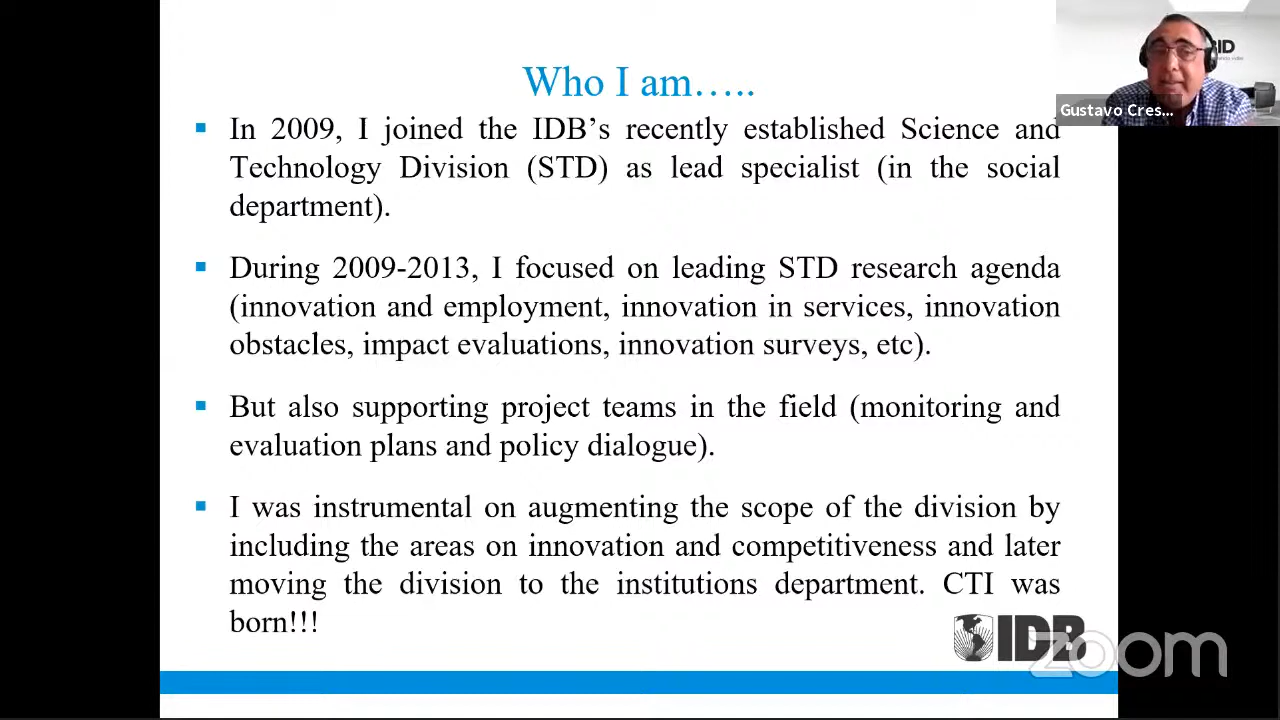 Who I am…..
▪ In 2009, I joined the IDB’s recently established Science and
Technology Division (STD) as lead specialist (in the social
department).
▪ During 2009-2013, I focused on leading STD research agenda
(innovation and employment, innovation in services, innovation
obstacles, impact evaluations, innovation surveys, etc).
▪ But also supporting project teams in the field (monitoring and
evaluation plans and policy dialogue).
▪ I was instrumental on augmenting the scope of the division by
including the areas on innovation and competitiveness and later
moving the division to the institutions department. CTI was
born!!!
IDB
zoom
Gustavo Cres...